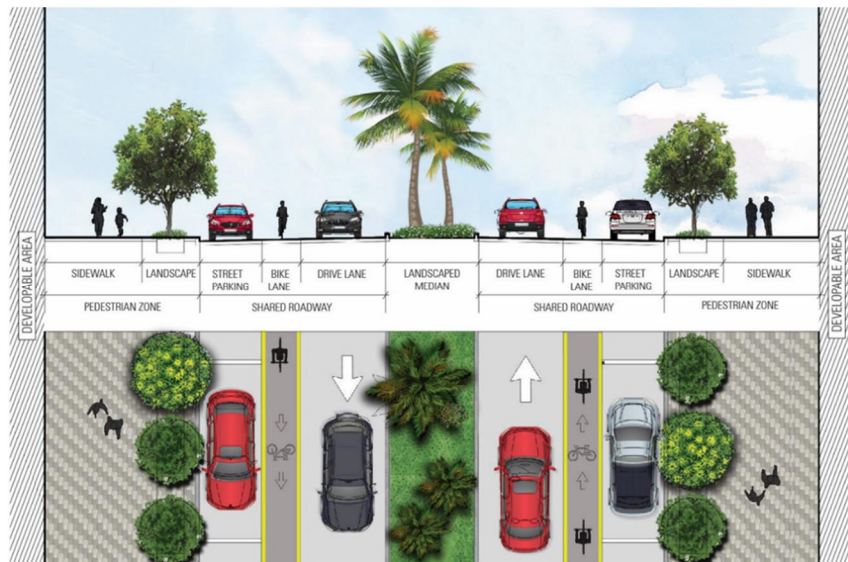 DEVELOPABLE AREA
SIDEWALK
LANDSCAPE
STREET
PARKING
BIKE
LANE
DRIVE LANE
LANDSCAPED
MEDIAN
DRIVE LANE
BIKE
LANE
STREET
PARKING
LANDSCAPE
SIDEWALK
PEDESTRIAN ZONE
SHARED ROADWAY
SHARED ROADWAY
PEDESTRIAN ZONE
DEVELOPABLE AREA